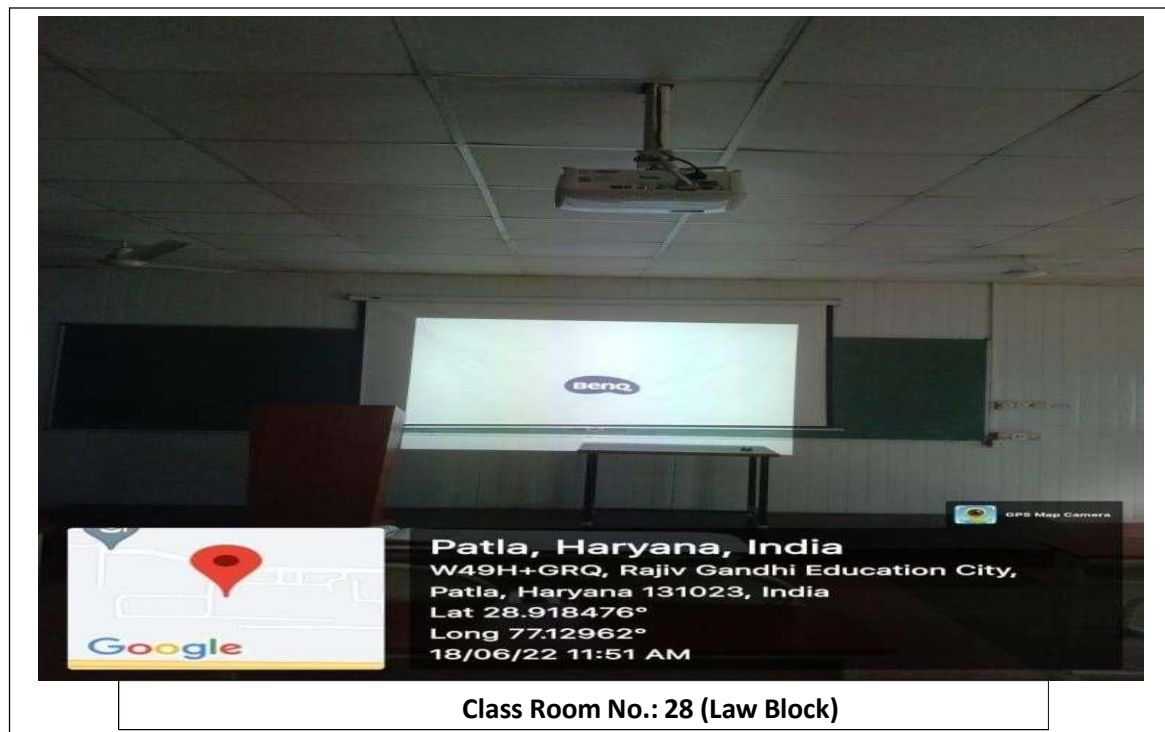 BenQ
GPS Map Camera
Patla, Haryana, India
W49H+GRQ, Rajiv Gandhi Education City,
Patla, Haryana 131023, India
Lat 28.918476°
Long 77.12962°
18/06/22 11:51 AM
Google
Class Room No.: 28 (Law Block)